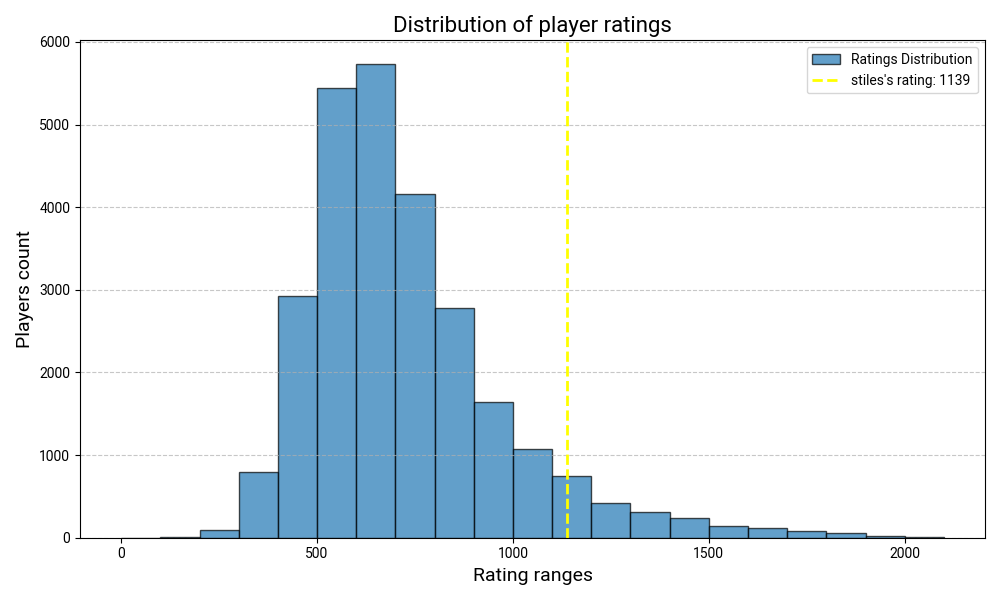 Distribution of player ratings
Ratings Distribution
stiles's rating: 1139
Players count
6000
5000
4000
3000
2000
1000
0
0 500 1000 1500 2000
Rating ranges